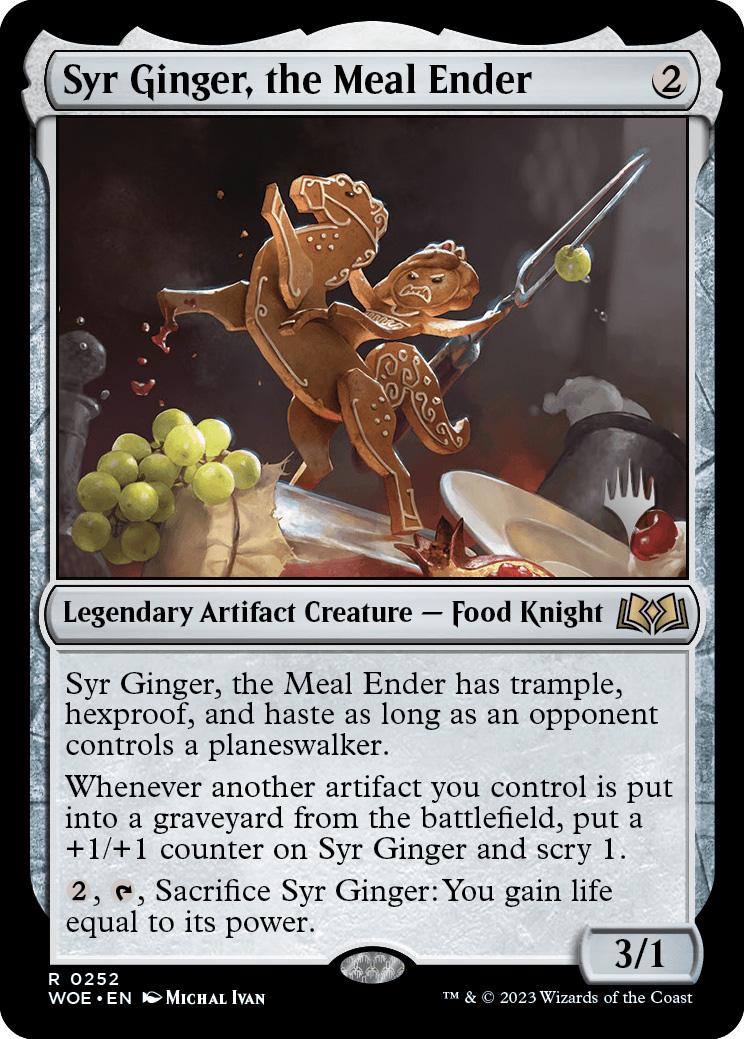 Syr Ginger, the Meal Ender 2
Legendary Artifact Creature — Food Knight
Syr Ginger, the Meal Ender has trample,
hexproof, and haste as long as an opponent
controls a planeswalker.
Whenever another artifact you control is put
into a graveyard from the battlefield, put a
+1/+1 counter on Syr Ginger and scry 1.
2, , Sacrifice Syr Ginger: You gain life
equal to its power.
3/1
R 0252
WOE • EN Michal Ivan
™ & © 2023 Wizards of the Coast